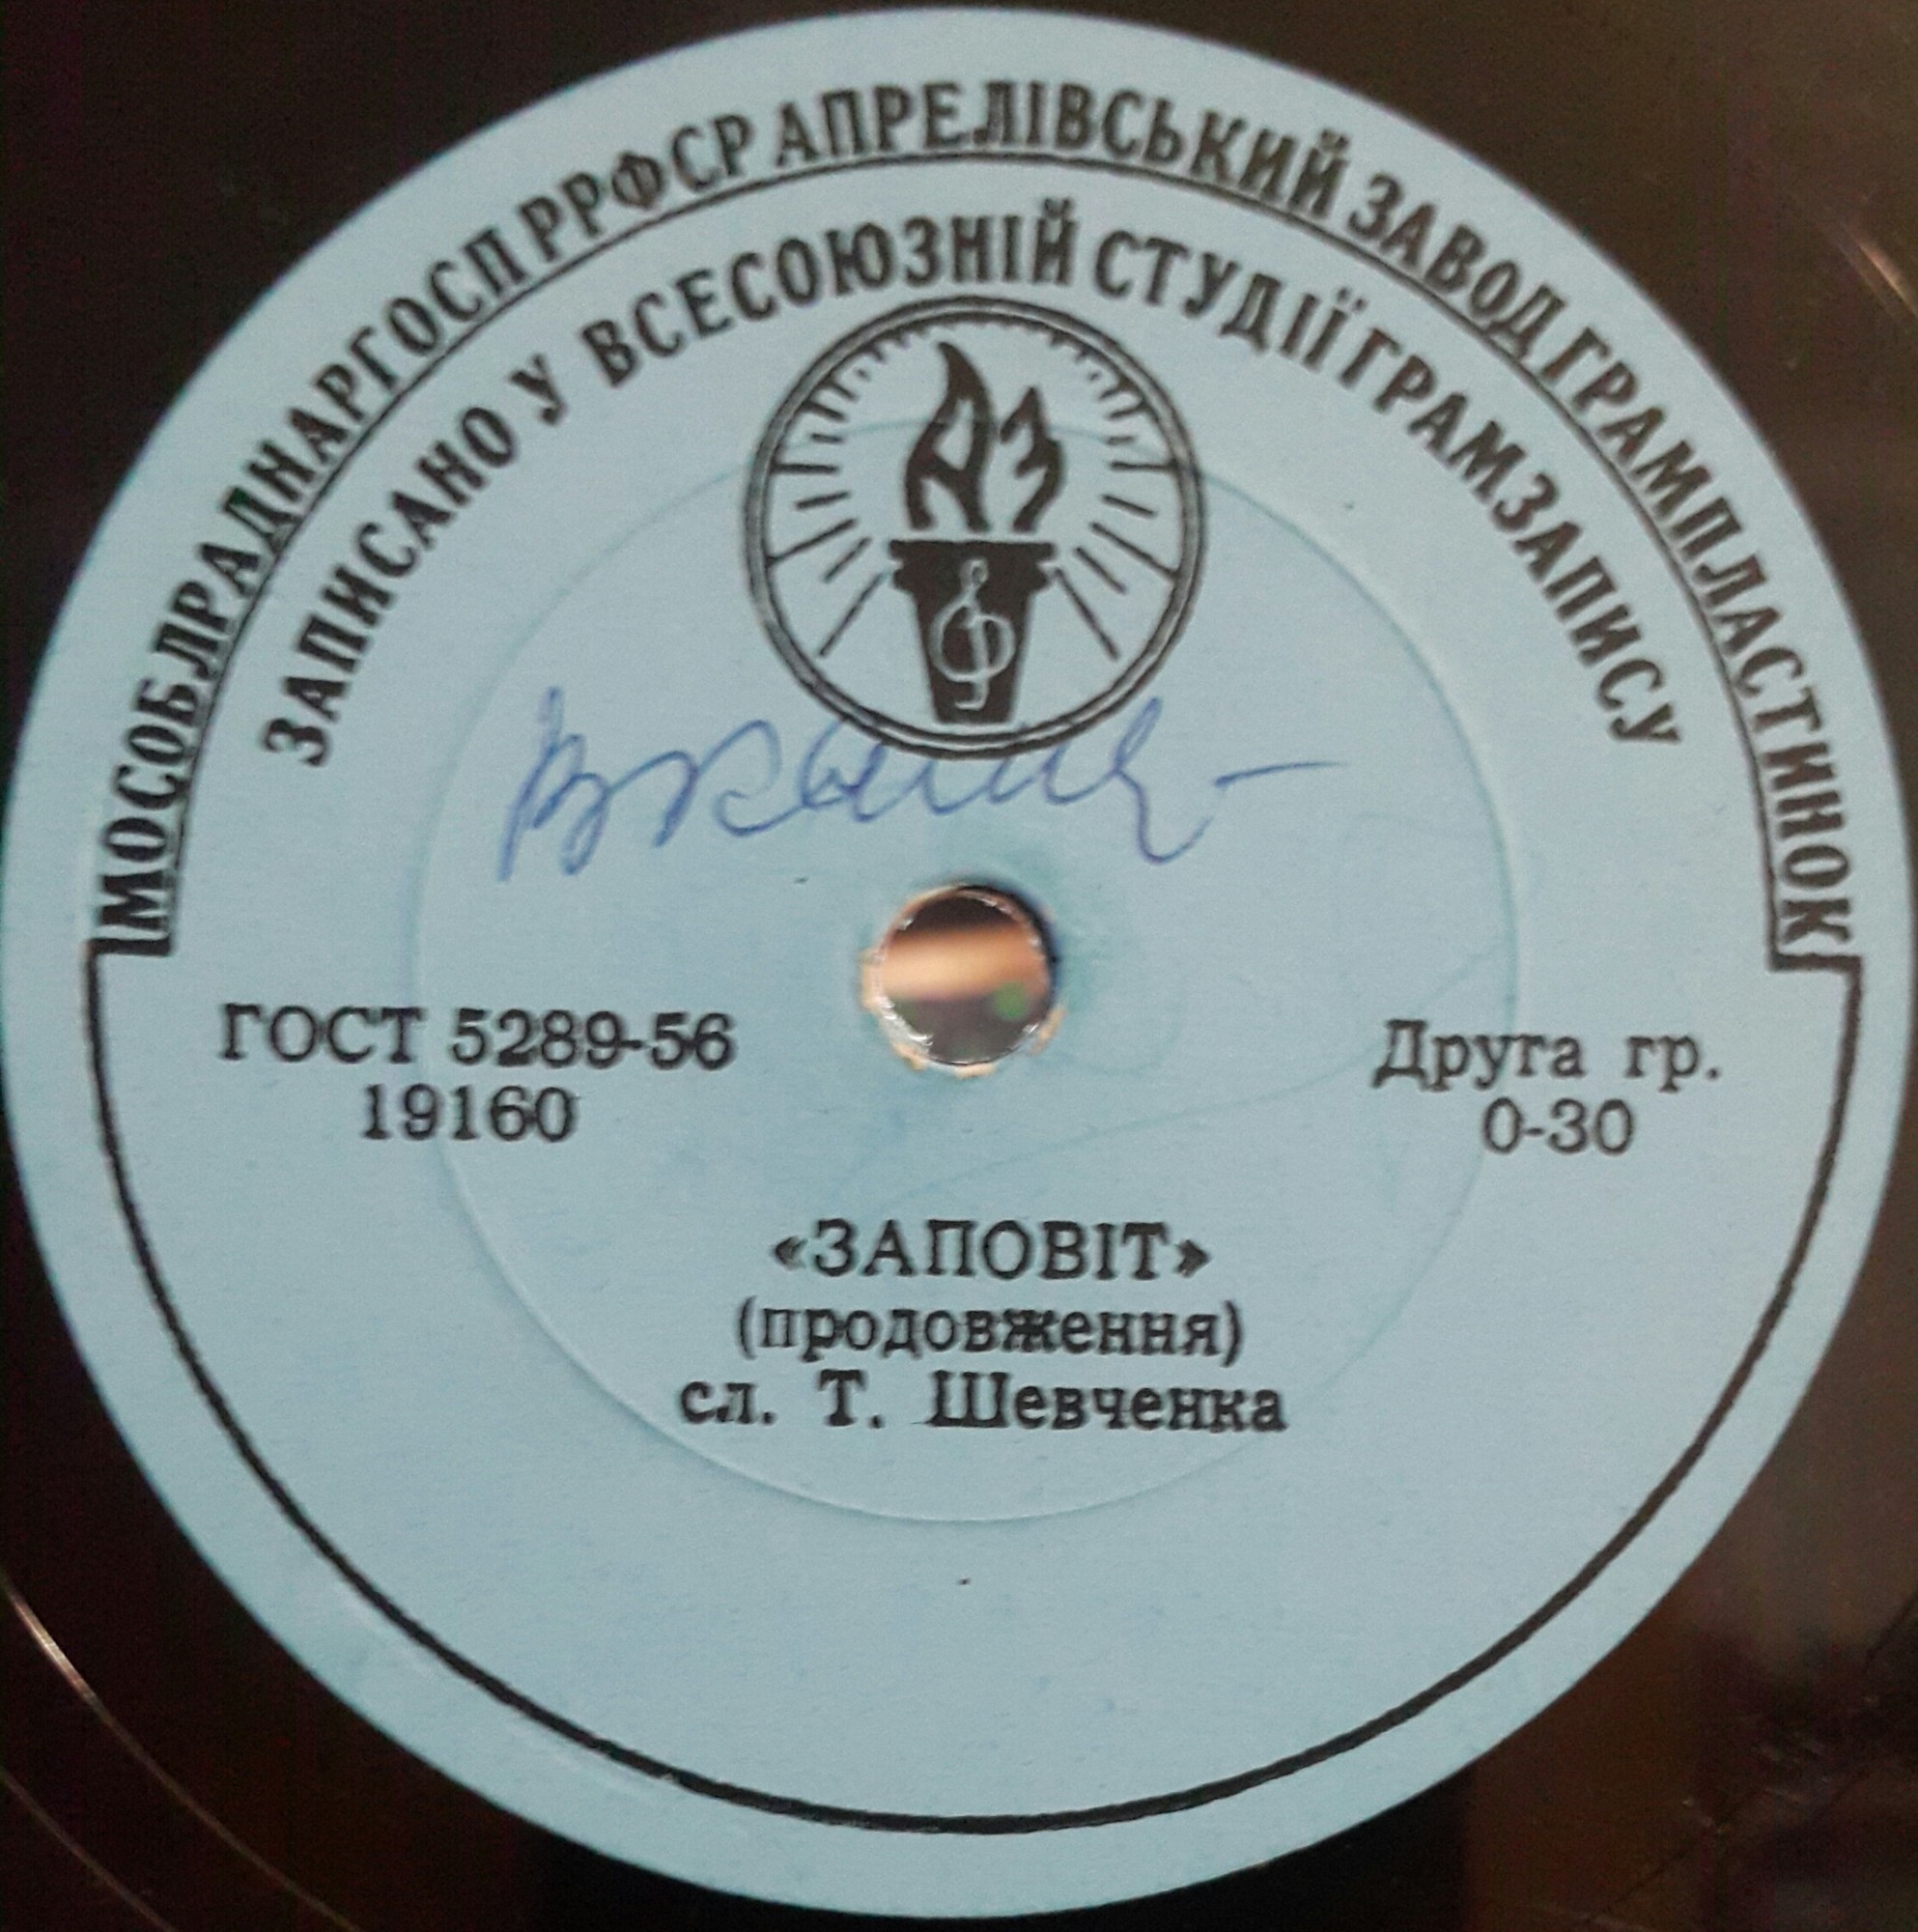 МОСОБЛРАДНАРГОСП РРФСР АПРЕЛІВСЬКИЙ ЗАВОД ГРАМПЛАСТИНОК
ЗАПИСАНО У ВСЕСОЮЗНІЙ СТУДІЇ ГРАМЗАПИСУ
АЗ
ГОСТ 5289-56
19160
Друга гр.
0-30
«ЗАПОВІТ»
(продовження)
сл. Т. Шевченка